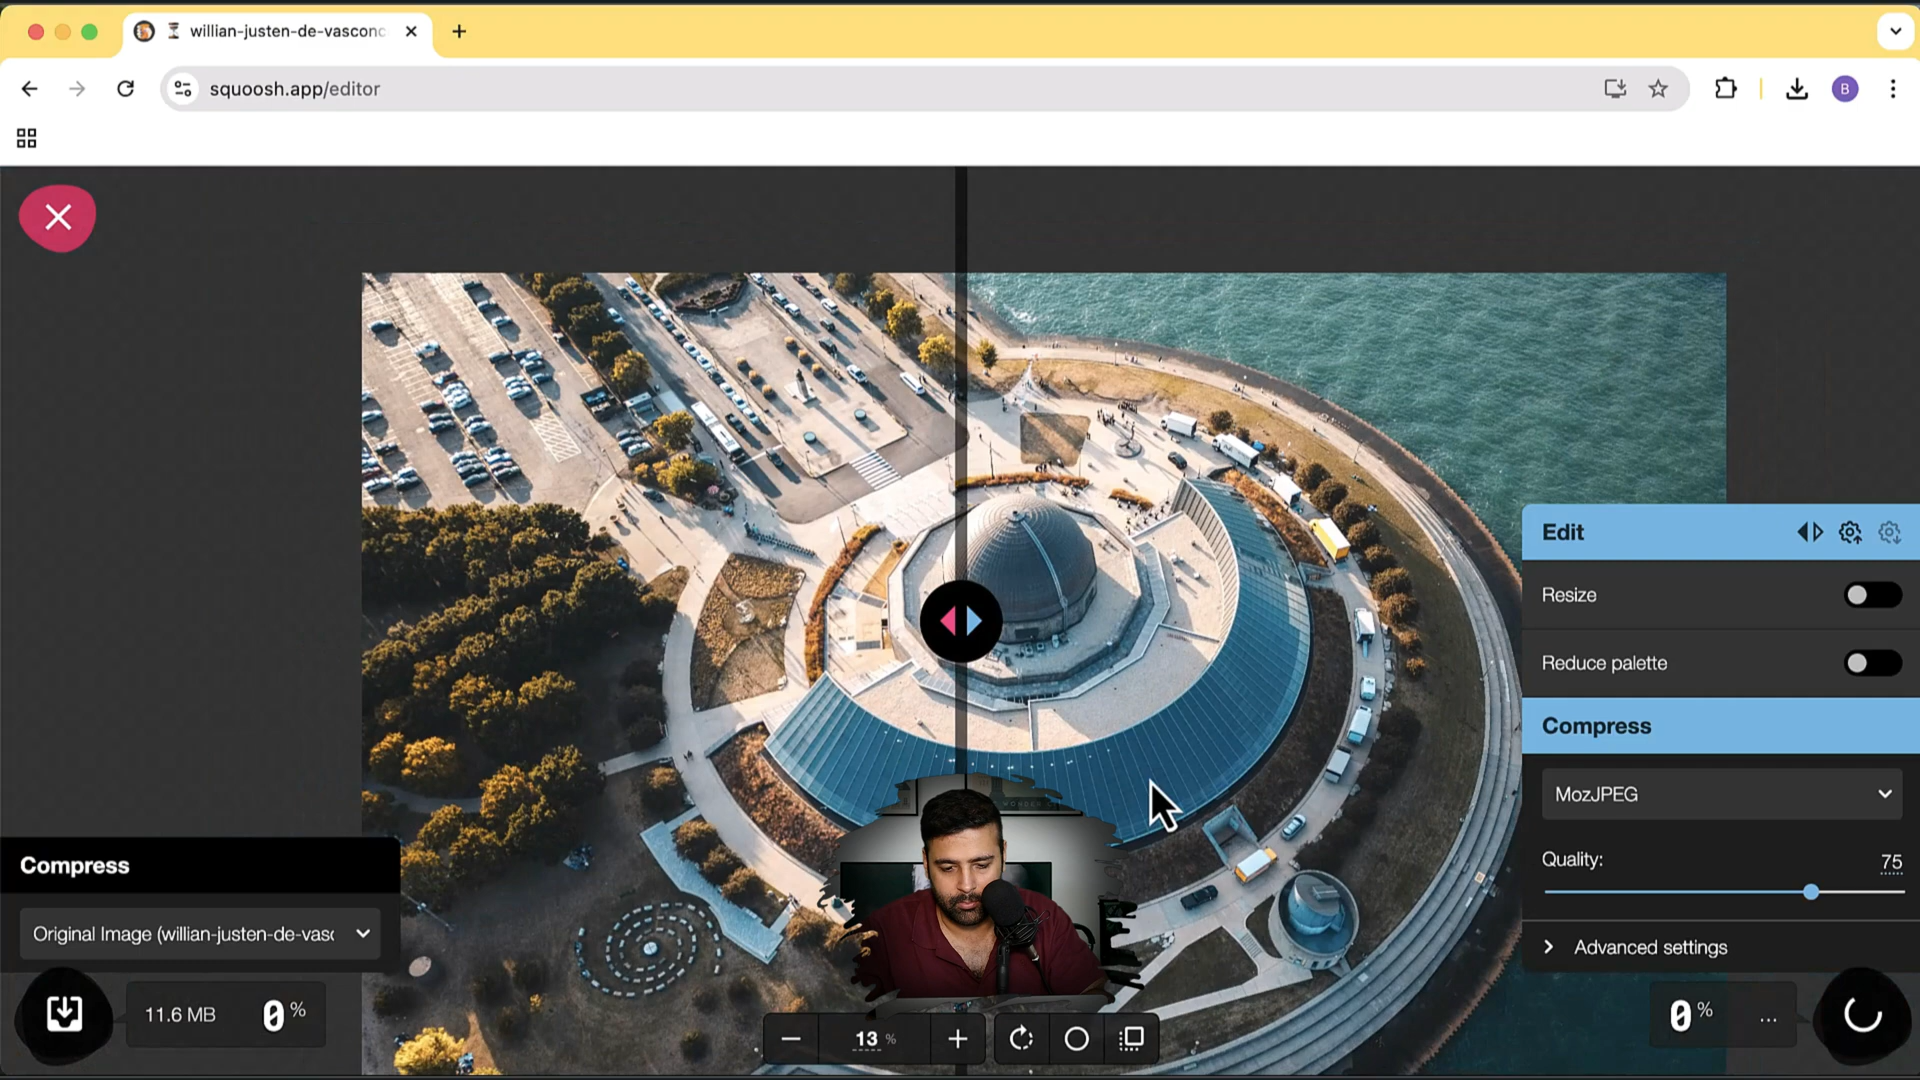 willian-justen-de-vasconc
squoosh.app/editor
B
Edit
Resize
Reduce palette
Compress
MozJPEG
Quality: 75
Advanced settings
Compress
Original Image (willian-justen-de-vasc
11.6 MB 0 %
13 %
0 % ...